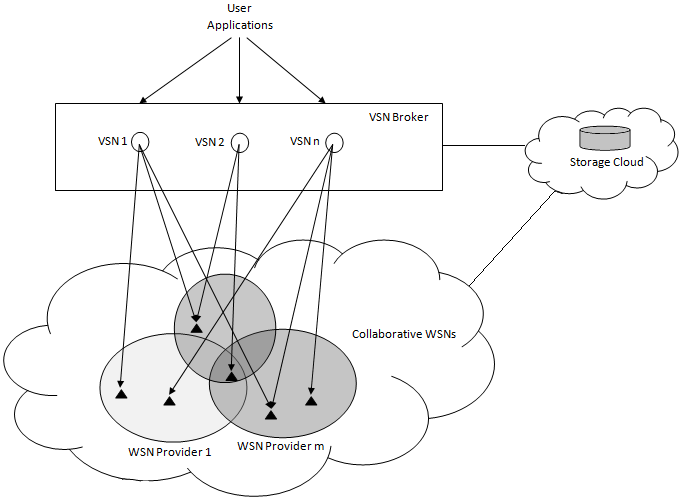 User
Applications
VSN Broker
VSN 1
VSN 2
VSN n
Storage Cloud
Collaborative WSNs
WSN Provider 1
WSN Provider m